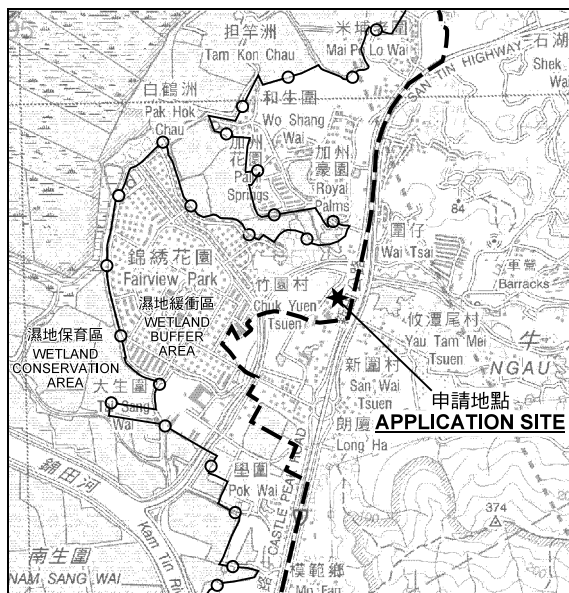 担竿洲
Tam Kon Chau
米埔老圍
Mai Po Lo Wai
SAN TIN HIGHWAY
石湖
Shek
Wai
白鶴洲
Pak Hok
Chau
和生圍
Wo Shang
Wai
加州
花園
Palm
Springs
加州
豪園
Royal
Palms
圍仔
Wai Tsai
84
軍營
Barracks
錦綉花園
Fairview Park
竹園村
Chuk Yuen
Tsuen
濕地緩衝區
WETLAND
BUFFER
AREA
濕地保育區
WETLAND
CONSERVATION
AREA
攸潭尾村
Yau Tam Mei
Tsuen
牛
NGAU
新圍村
San Wai
Tsuen
大生圍
Tai Sang
Wai
申請地點
APPLICATION SITE
朗廈
Long Ha
CASTLE PEAK ROAD
壆圍
Pok Wai
錦田河
Kam Tin
374
南生圍
NAM SANG WAI
模範鄉
Mo Fan